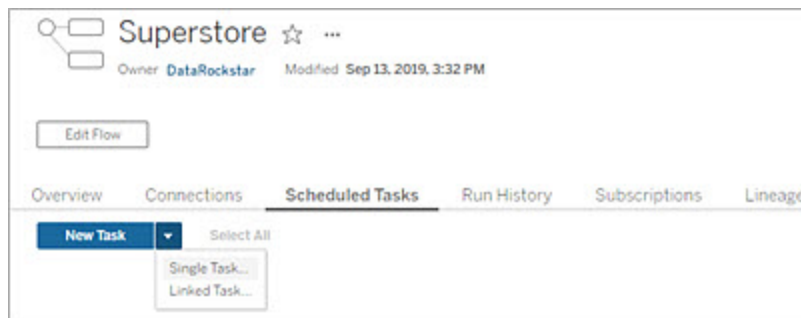 Superstore ☆ ...
Owner DataRockstar Modified Sep 13, 2019, 3:32 PM
Edit Flow
Overview Connections Scheduled Tasks Run History Subscriptions Lineage
New Task Select All
Single Task...
Linked Task...